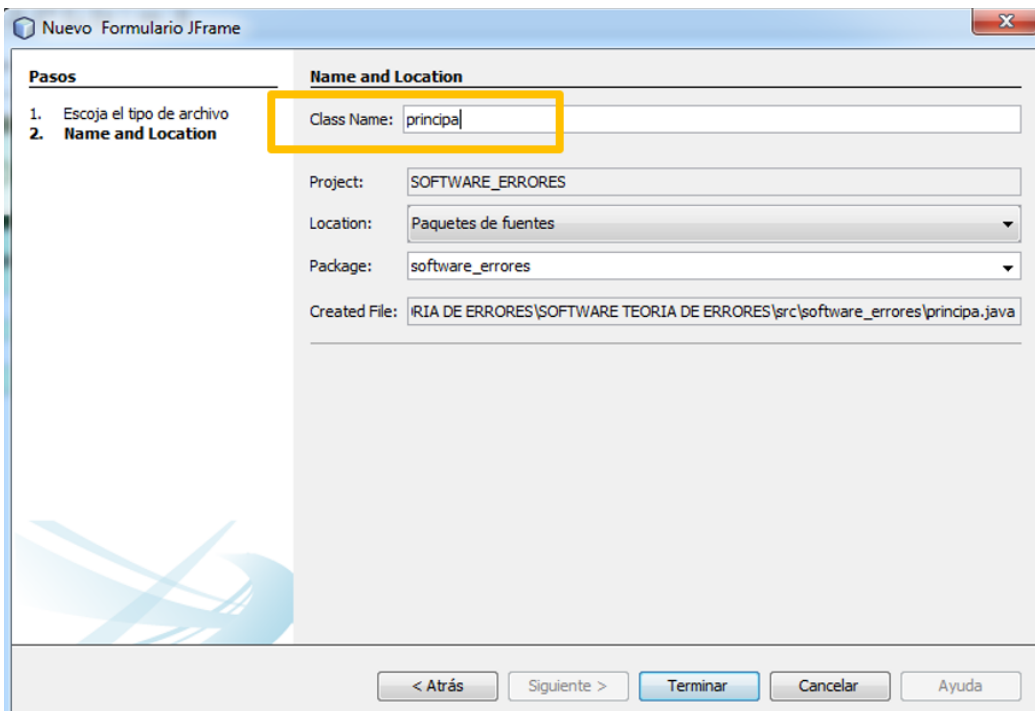 Nuevo Formulario JFrame
Pasos
1. Escoja el tipo de archivo
2. Name and Location
Name and Location
Class Name: principa
Project: SOFTWARE_ERRORES
Location: Paquetes de fuentes
Package: software_errores
Created File: RIA DE ERRORES\SOFTWARE TEORIA DE ERRORES\src\software_errores\principa.java
< Atrás Siguiente > Terminar Cancelar Ayuda